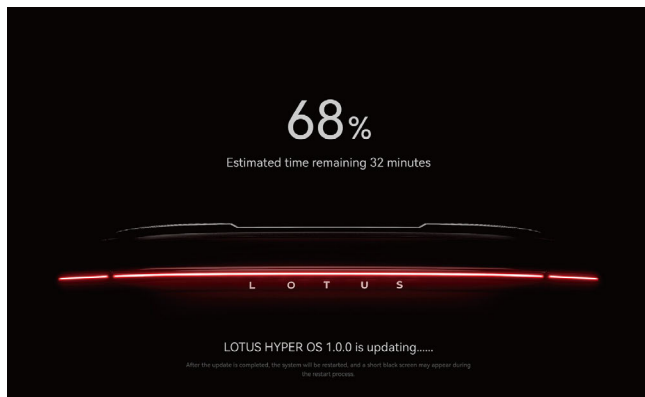 68%
Estimated time remaining 32 minutes
L O T U S
LOTUS HYPER OS 1.0.0 is updating......
After the update is completed, the system will be restarted, and a short black screen may appear during
the restart process.